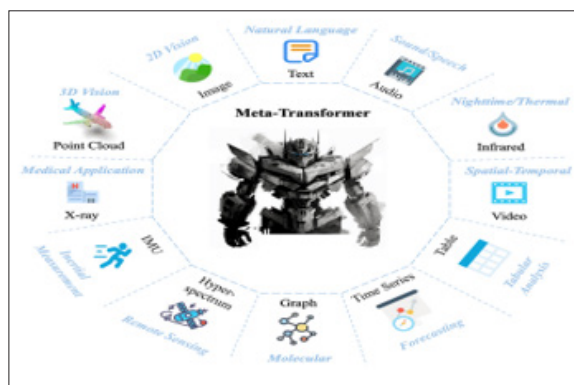 Natural Language
Text
Sound/Speech
Audio
Nighttime/Thermal
Infrared
Spatial-Temporal
Video
Table
Tabular
Analysis
Time Series
Forecasting
Graph
Molecular
Hyper-
spectrum
Remote Sensing
IMU
Inertial
Measurement
Medical Application
X-ray
3D Vision
Point Cloud
2D Vision
Image
Meta-Transformer